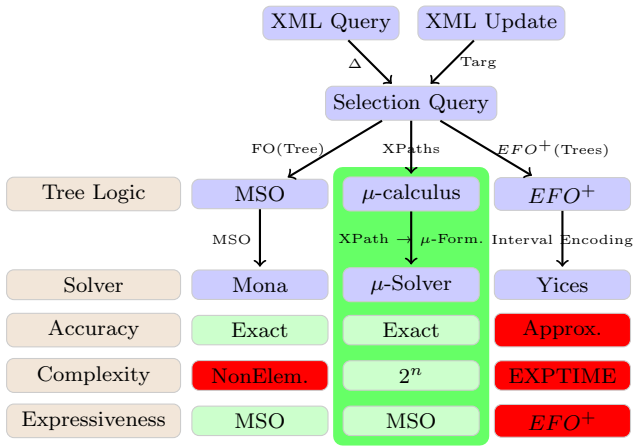 XML Query XML Update
Δ Targ
Selection Query
FO(Tree) XPaths EFO⁺(Trees)
Tree Logic MSO μ-calculus EFO⁺
MSO XPath → μ-Form. Interval Encoding
Solver Mona μ-Solver Yices
Accuracy Exact Exact Approx.
Complexity NonElem. 2ⁿ EXPTIME
Expressiveness MSO MSO EFO⁺